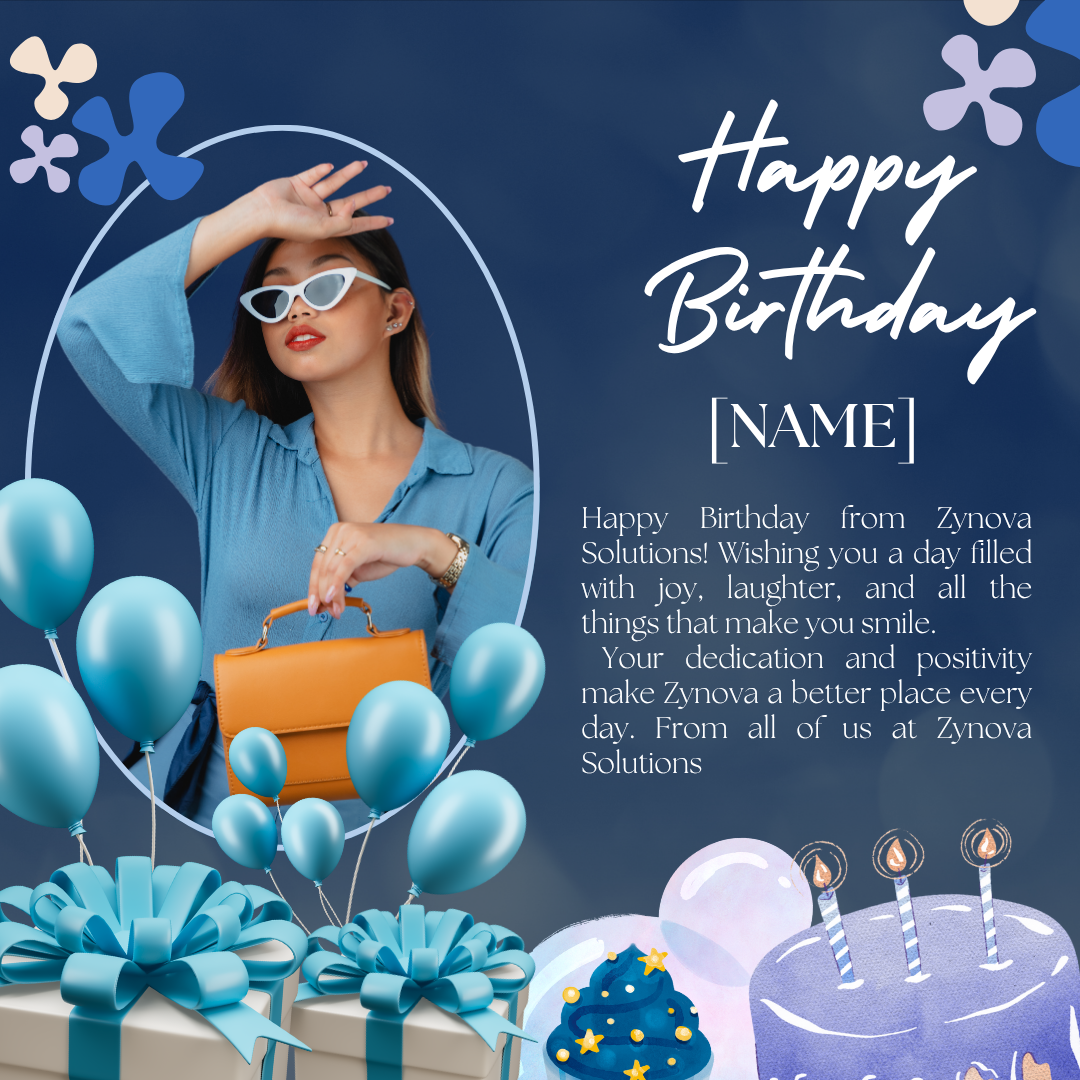 Happy
Birthday
[NAME]
Happy Birthday from Zynova
Solutions! Wishing you a day filled
with joy, laughter, and all the
things that make you smile.
Your dedication and positivity
make Zynova a better place every
day. From all of us at Zynova
Solutions